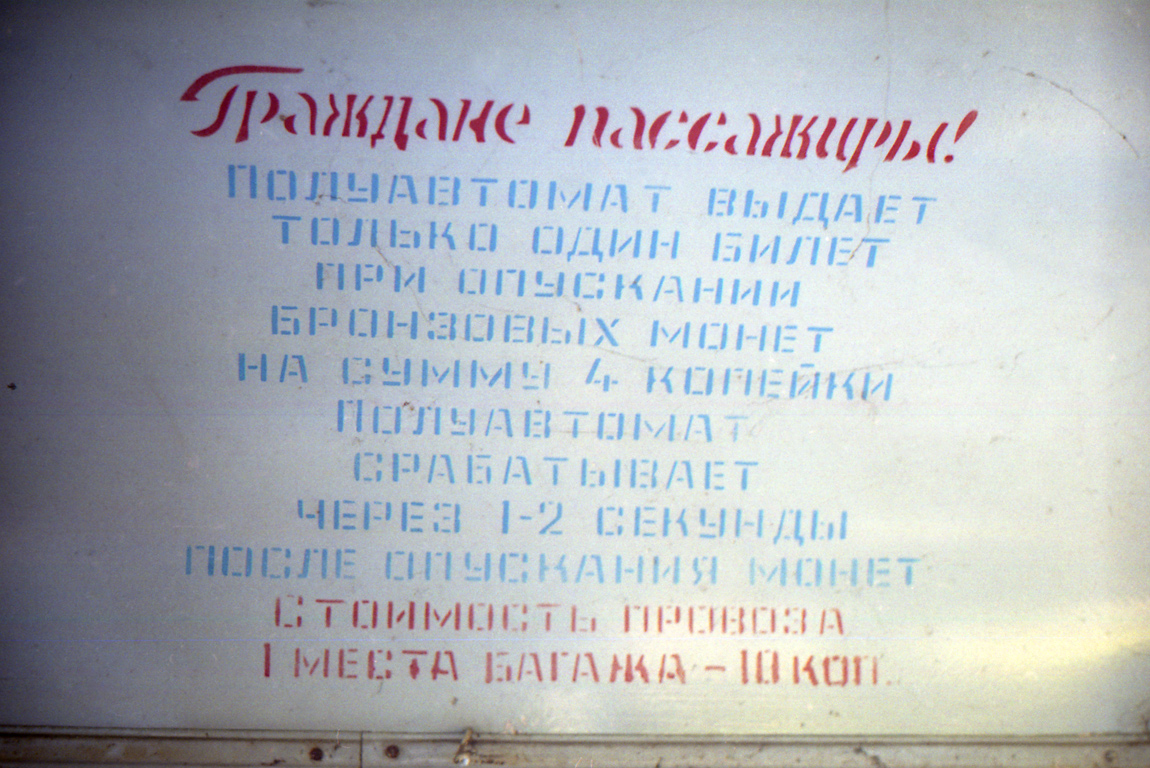 Граждане пассажиры!
ПОЛУАВТОМАТ ВЫДАЕТ
ТОЛЬКО ОДИН БИЛЕТ
ПРИ ОПУСКАНИИ
БРОНЗОВЫХ МОНЕТ
НА СУММУ 4 КОПЕЙКИ
ПОЛУАВТОМАТ
СРАБАТЫВАЕТ
ЧЕРЕЗ 1-2 СЕКУНДЫ
ПОСЛЕ ОПУСКАНИЯ МОНЕТ
СТОИМОСТЬ ПРОВОЗА
1 МЕСТА БАГАЖА - 10 КОП.